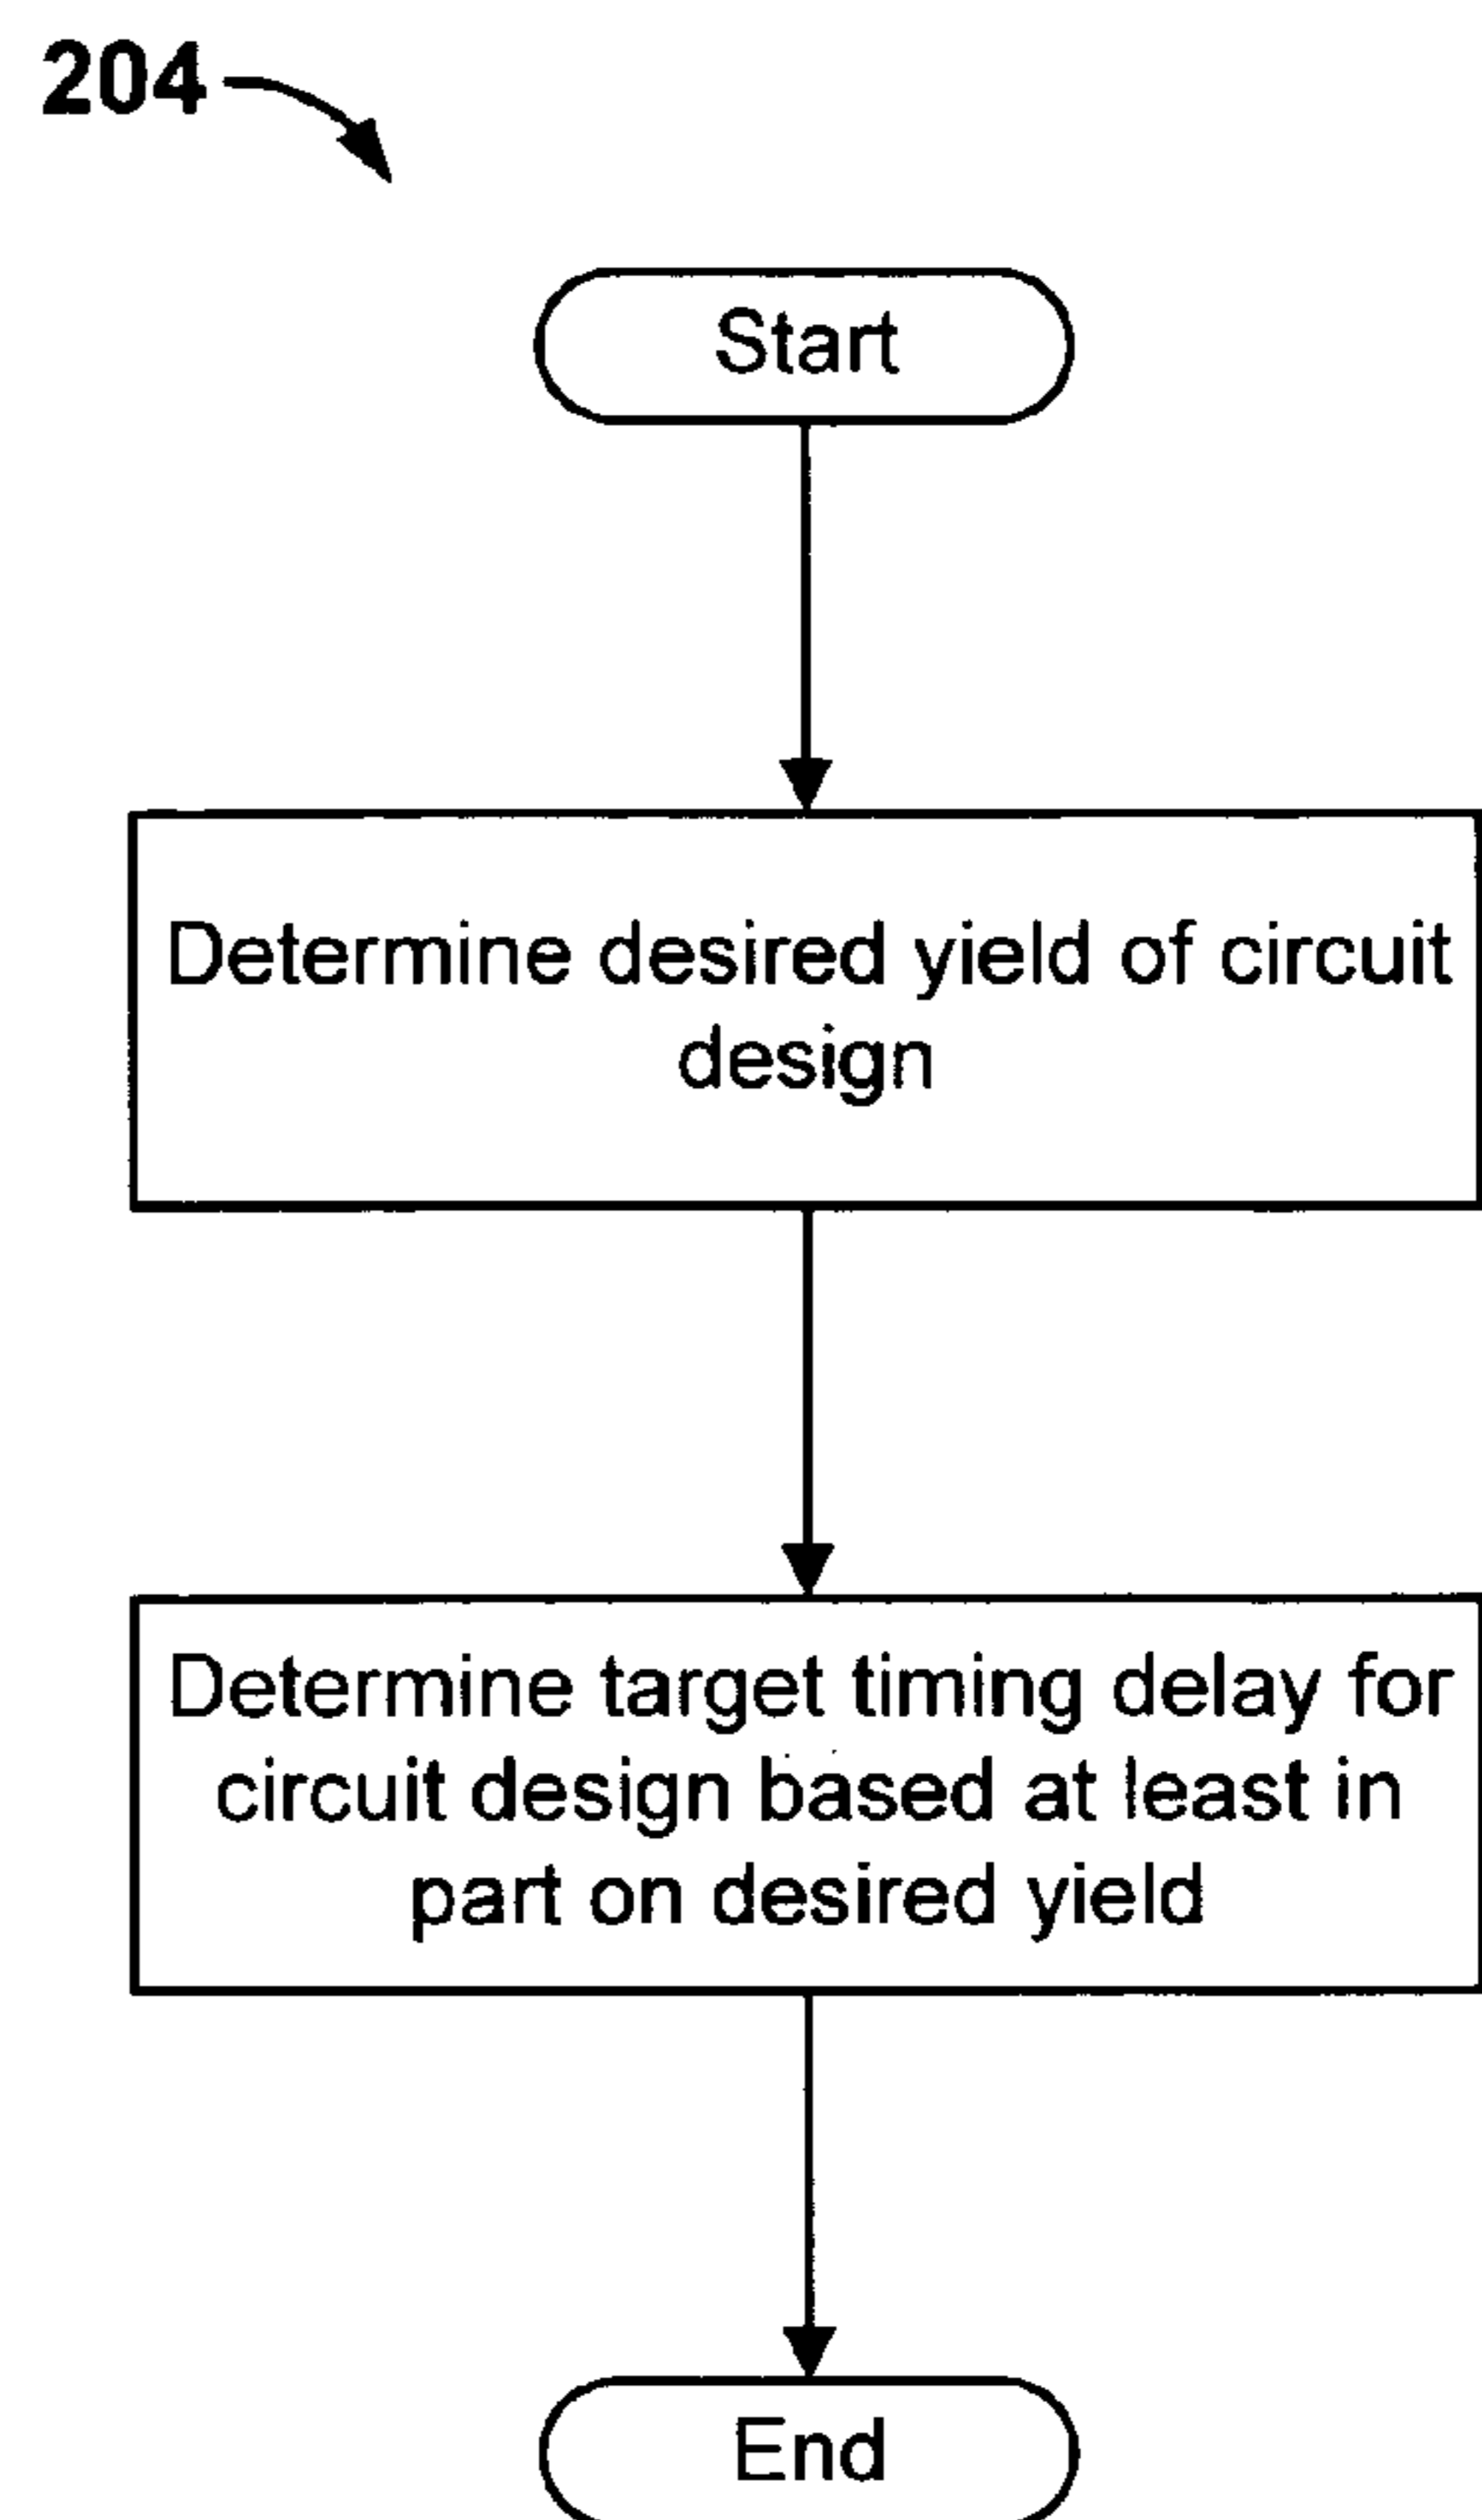 204
Start
Determine desired yield of circuit
design
Determine target timing delay for
circuit design based at least in
part on desired yield
End